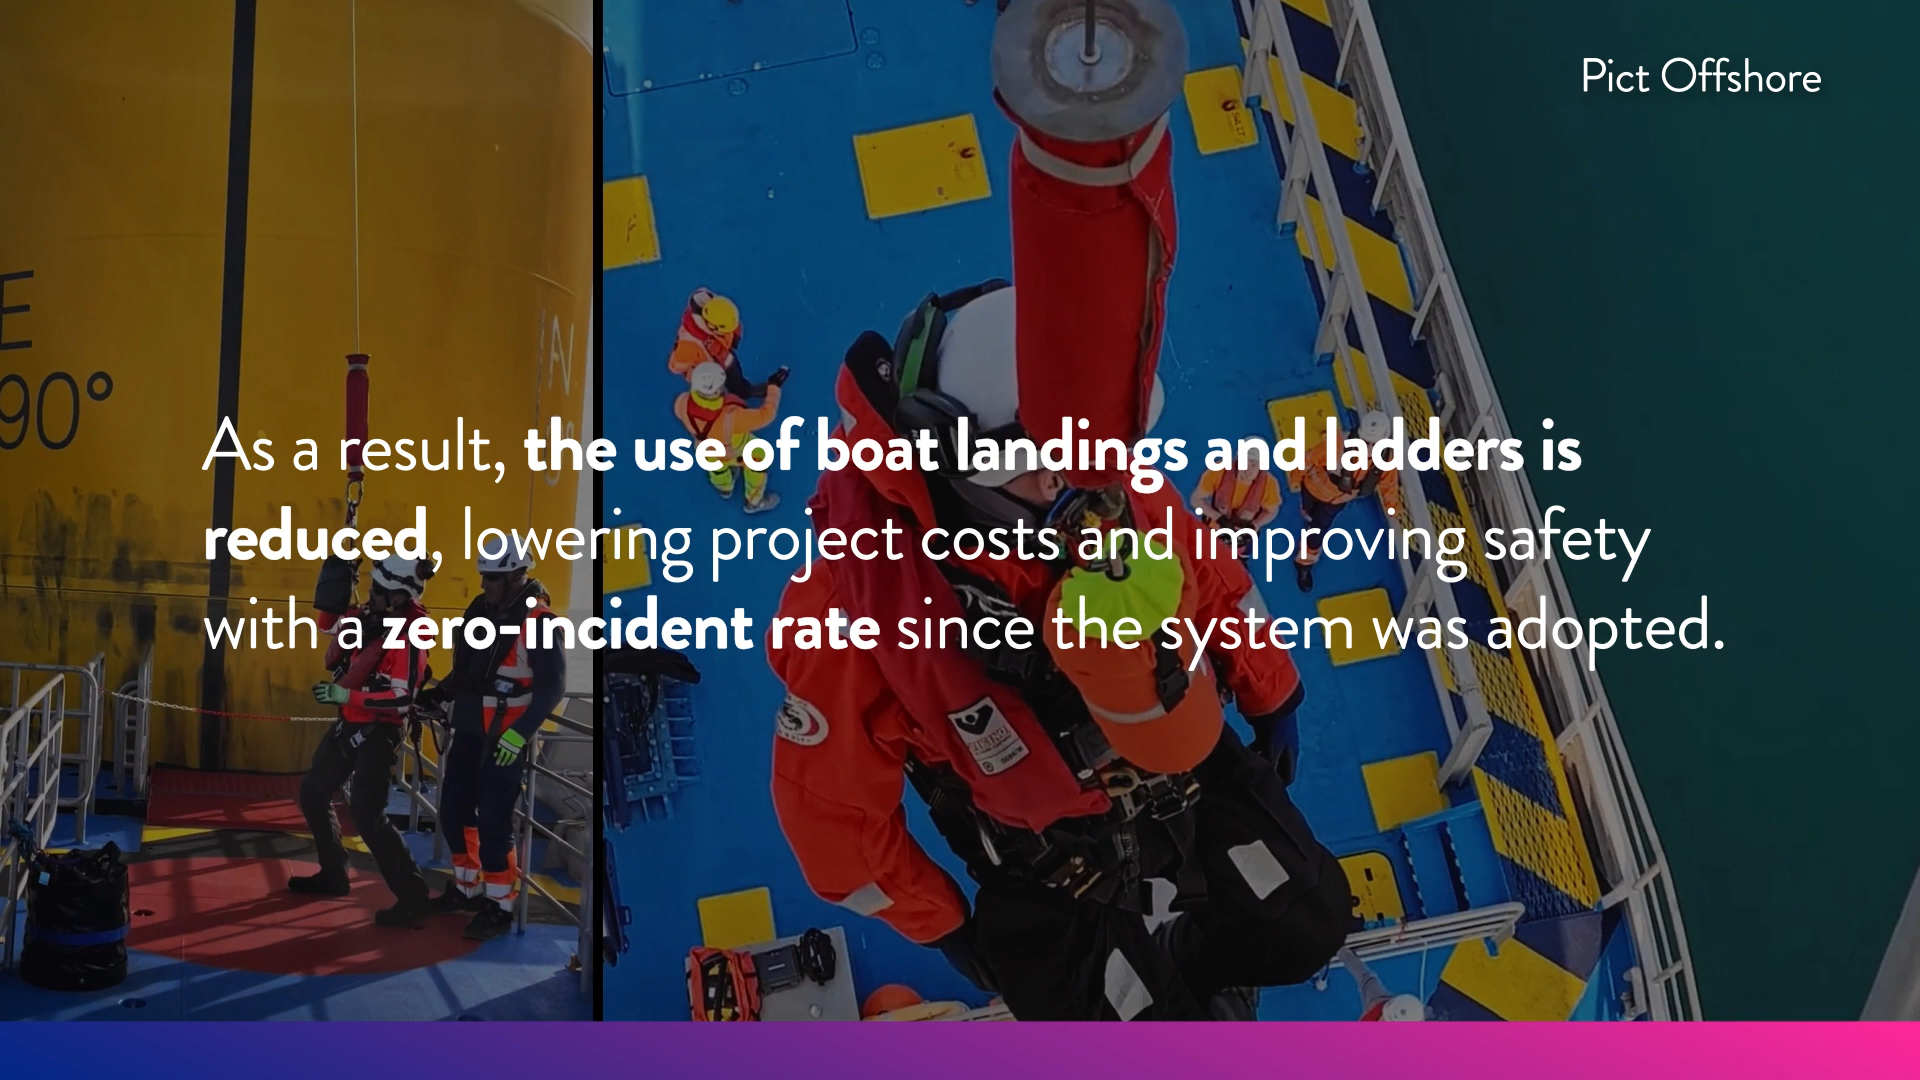 Pict Offshore
E
90°
N
F
As a result, the use of boat landings and ladders is
reduced, lowering project costs and improving safety
with a zero-incident rate since the system was adopted.
VIKING